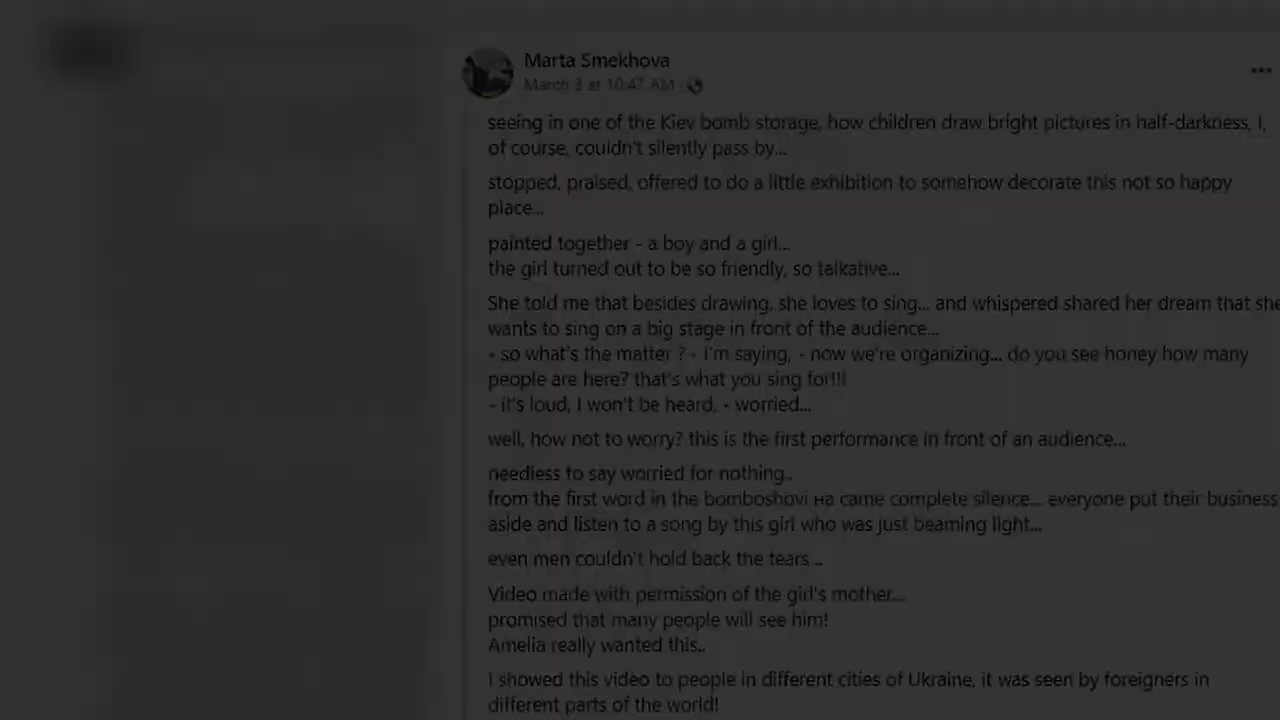 Marta Smekhova
March 3 at 10:47 AM ·
seeing in one of the Kiev bomb storage, how children draw bright pictures in half-darkness, I,
of course, couldn't silently pass by...
stopped, praised, offered to do a little exhibition to somehow decorate this not so happy
place...
painted together - a boy and a girl...
the girl turned out to be so friendly, so talkative...
She told me that besides drawing, she loves to sing... and whispered shared her dream that she
wants to sing on a big stage in front of the audience...
- so what's the matter ? - I'm saying, - now we're organizing... do you see honey how many
people are here? that's what you sing for!!!
- it's loud, I won't be heard, - worried...
well, how not to worry? this is the first performance in front of an audience...
needless to say worried for nothing..
from the first word in the bomboshovi на came complete silence... everyone put their business
aside and listen to a song by this girl who was just beaming light...
even men couldn't hold back the tears ..
Video made with permission of the girl's mother...
promised that many people will see him!
Amelia really wanted this..
I showed this video to people in different cities of Ukraine, it was seen by foreigners in
different parts of the world!